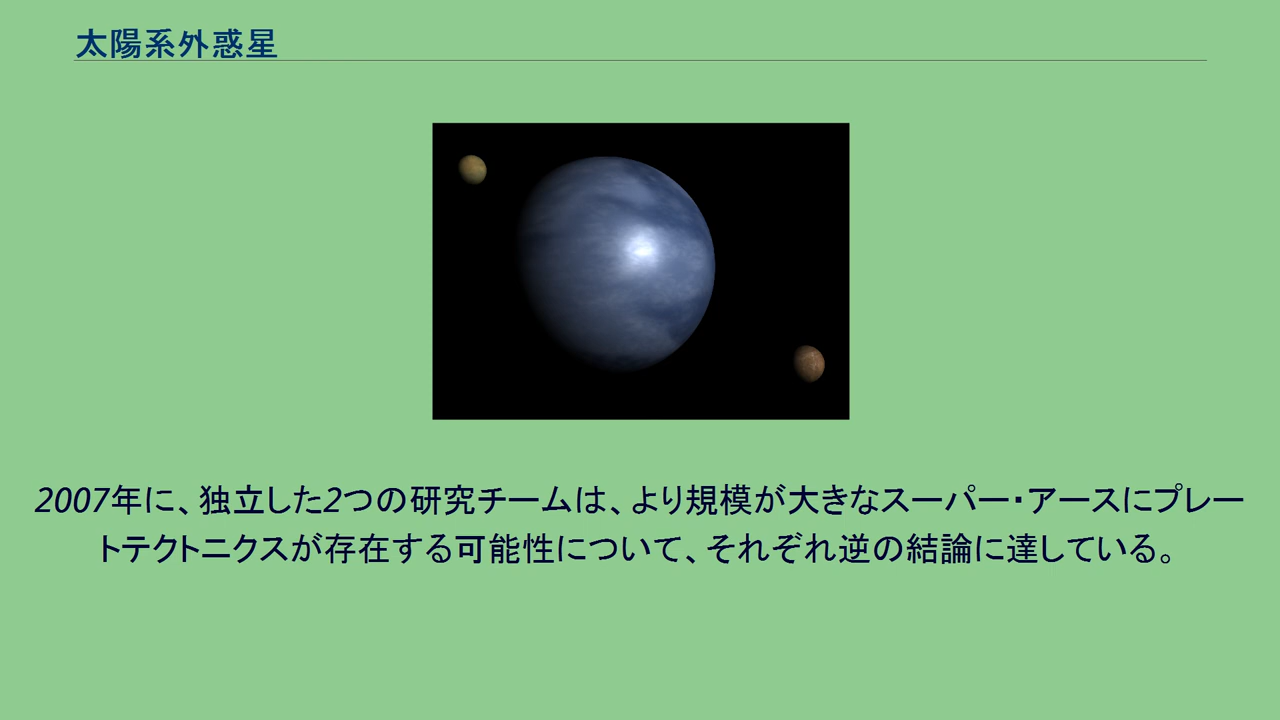 太陽系外惑星
2007年に、独立した2つの研究チームは、より規模が大きなスーパー・アースにプレー
トテクトニクスが存在する可能性について、それぞれ逆の結論に達している。